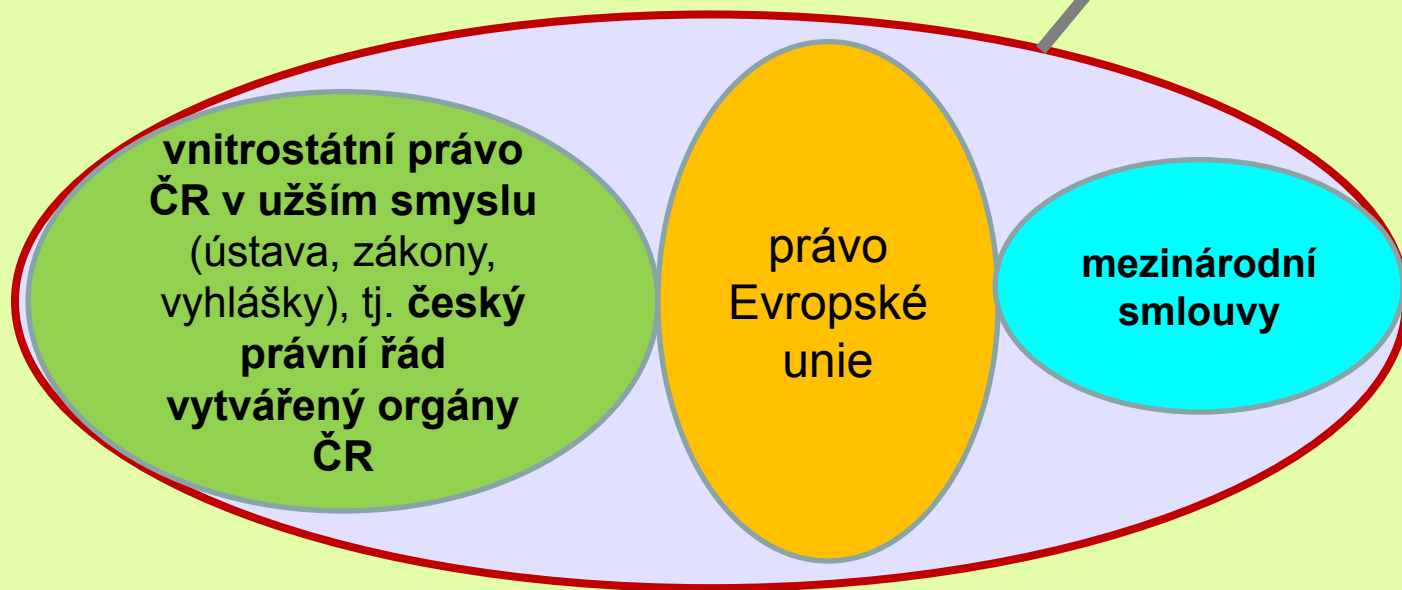 vnitrostátní právo
ČR v užším smyslu
(ústava, zákony,
vyhlášky), tj. český
právní řád
vytvářený orgány
ČR
právo
Evropské
unie
mezinárodní
smlouvy